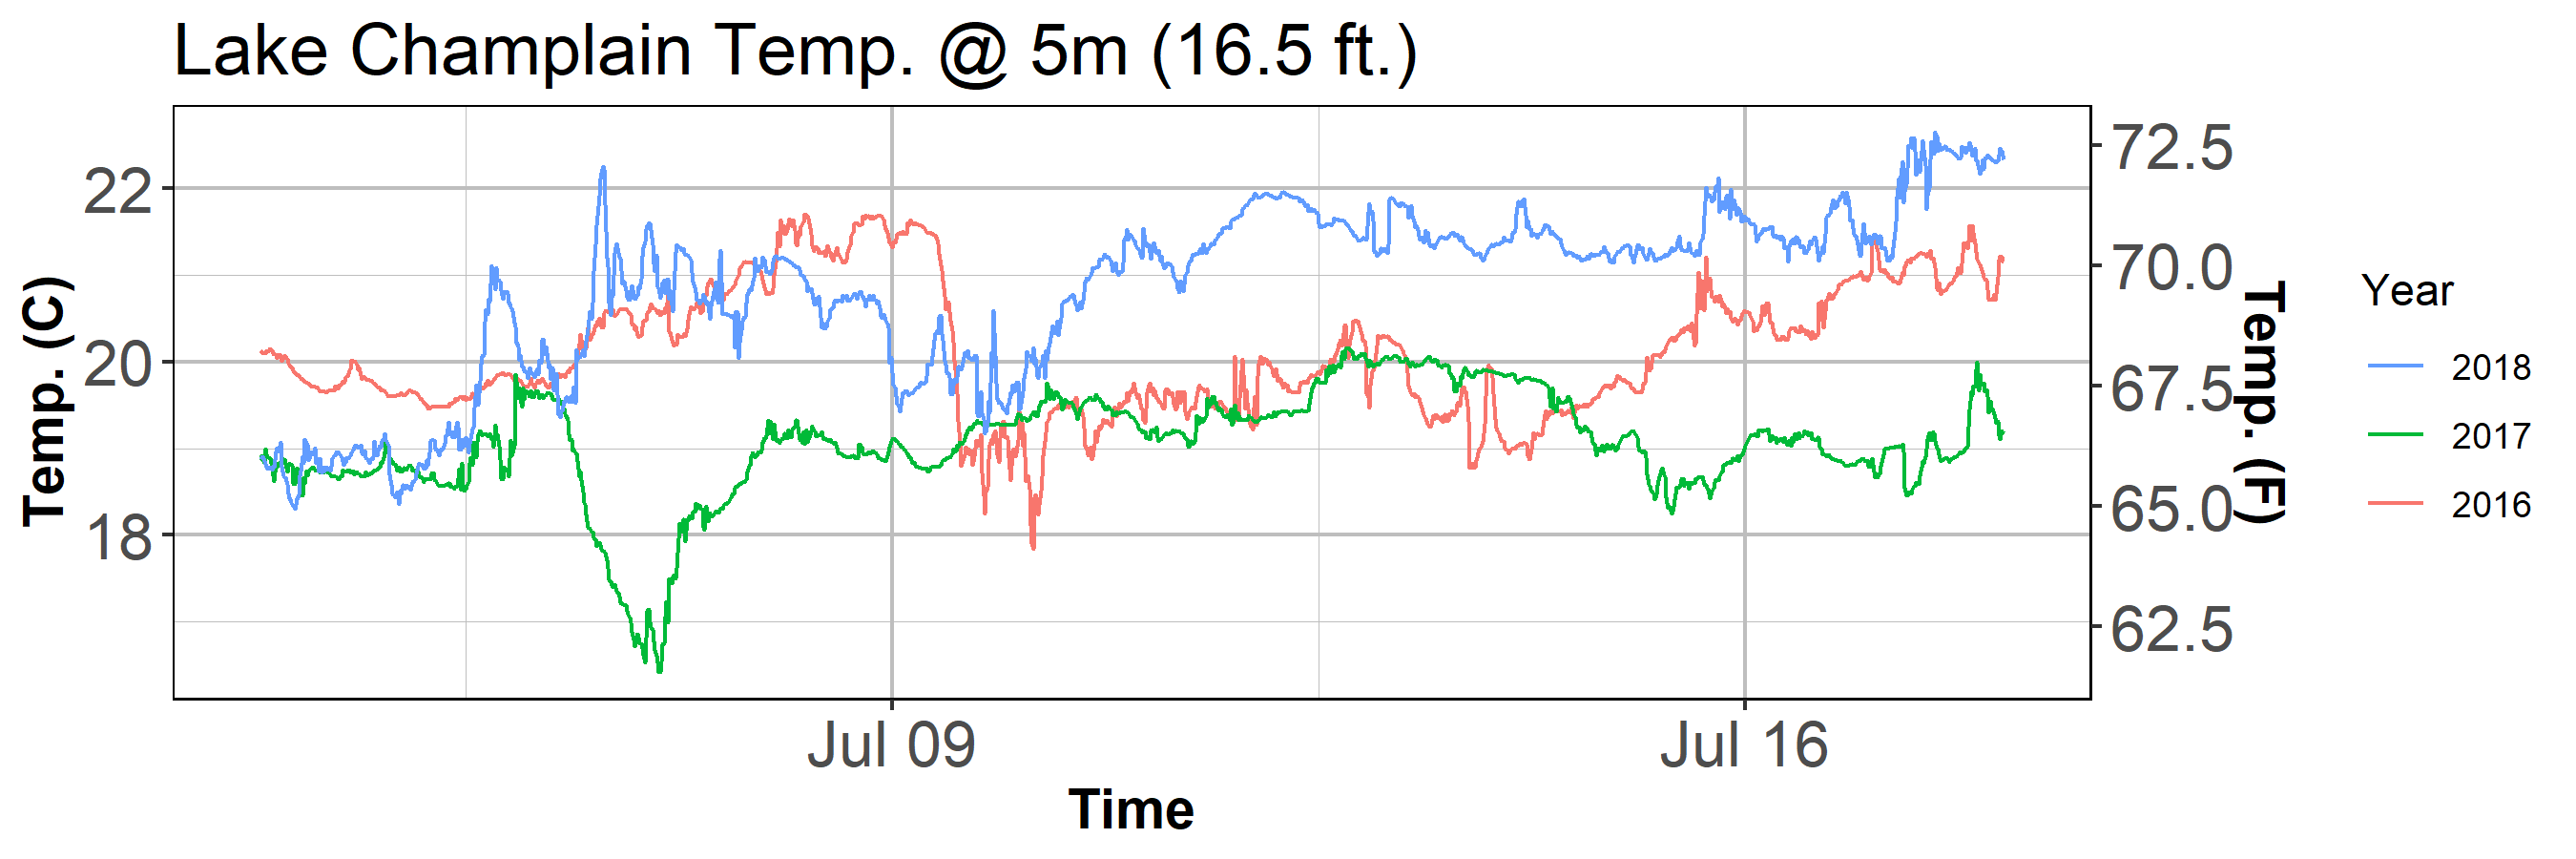 Lake Champlain Temp. @ 5m (16.5 ft.)
Temp. (C)
22
20
18
72.5
70.0
67.5
65.0
62.5
Temp. (F)
Jul 09
Jul 16
Time
Year
2018
2017
2016